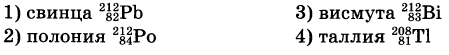 1) свинца ²¹²₈₂Pb 3) висмута ²¹²₈₃Bi
2) полония ²¹²₈₄Po 4) таллия ²⁰⁸₈₁Tl